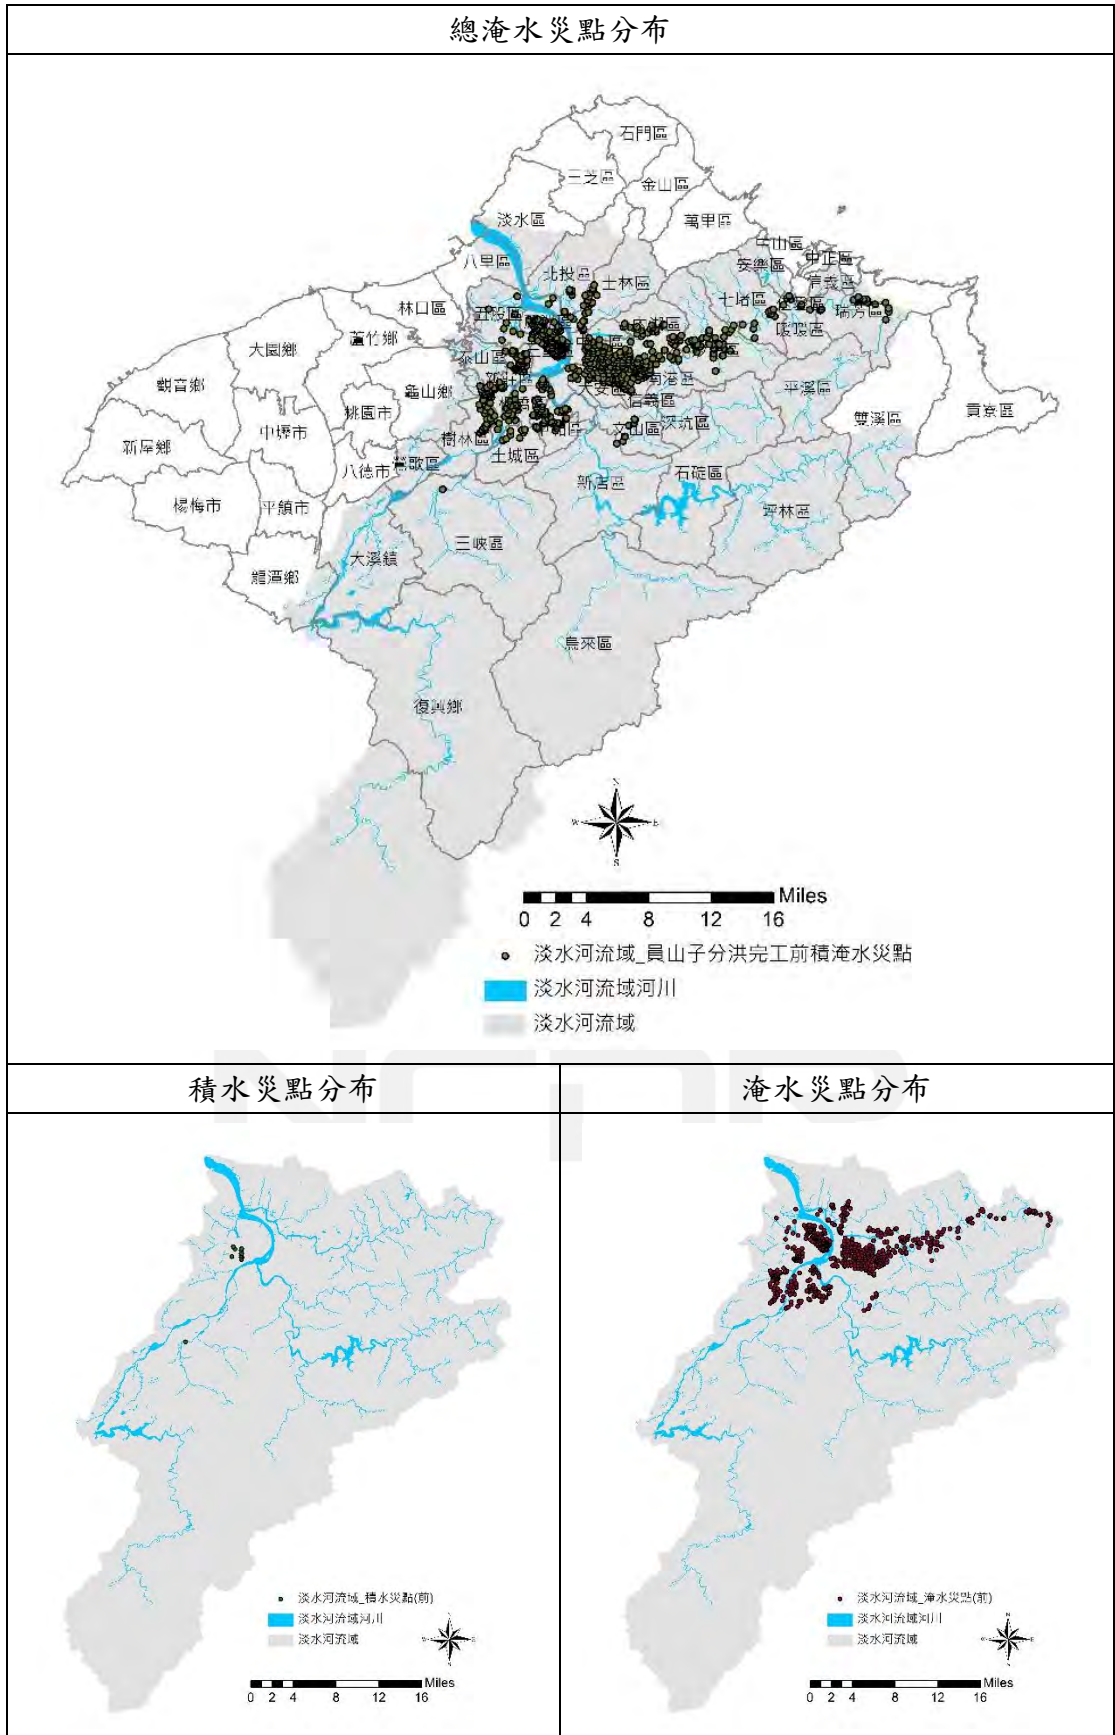 總淹水災點分布
石門區
三芝區
金山區
淡水區
萬里區
中山區
中正區
安樂區
信義區
八里區
北投區
士林區
七堵區
瑞芳區
林口區
五股區
暖暖區
蘆竹鄉
大園鄉
泰山區
南港區
觀音鄉
龜山鄉
平溪區
桃園市
信義區
雙溪區
貢寮區
中壢市
文山區
深坑區
新屋鄉
樹林區
八德市
鶯歌區
土城區
新店區
石碇區
楊梅市
平鎮市
坪林區
三峽區
大溪鎮
龍潭鄉
烏來區
復興鄉
N
W
E
S
Miles
0 2 4 8 12 16
淡水河流域_員山子分洪完工前積淹水災點
淡水河流域河川
淡水河流域
積水災點分布
淹水災點分布
淡水河流域_積水災點(前)
淡水河流域河川
淡水河流域
Miles
0 2 4 8 12 16
淡水河流域_淹水災點(前)
淡水河流域河川
淡水河流域
Miles
0 2 4 8 12 16